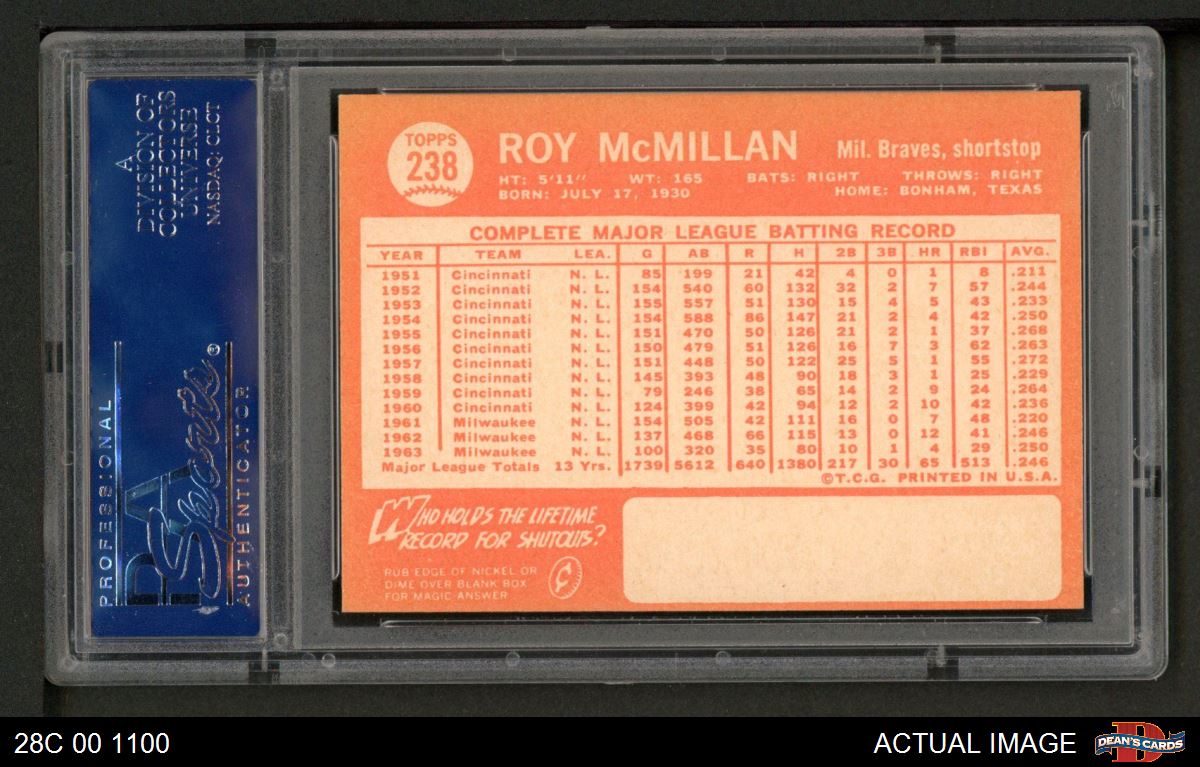 A
DIVISION OF
COLLECTORS
UNIVERSE
NASDAQ: CLCT
PROFESSIONAL
PSA
Sports®
AUTHENTICATOR
TOPPS
238
ROY McMILLAN
Mil. Braves, shortstop
HT: 5'11" WT: 165 BATS: RIGHT THROWS: RIGHT
BORN: JULY 17, 1930 HOME: BONHAM, TEXAS
COMPLETE MAJOR LEAGUE BATTING RECORD
YEAR TEAM LEA. G AB R H 2B 3B HR RBI AVG.
1951 Cincinnati N. L. 85 199 21 42 4 0 1 8 .211
1952 Cincinnati N. L. 154 540 60 132 32 2 7 57 .244
1953 Cincinnati N. L. 155 557 51 130 15 4 5 43 .233
1954 Cincinnati N. L. 154 588 86 147 21 2 4 42 .250
1955 Cincinnati N. L. 151 470 50 126 21 2 1 37 .268
1956 Cincinnati N. L. 150 479 51 126 16 7 3 62 .263
1957 Cincinnati N. L. 151 448 50 122 25 5 1 55 .272
1958 Cincinnati N. L. 145 393 48 90 18 3 1 25 .229
1959 Cincinnati N. L. 79 246 38 65 14 2 9 24 .264
1960 Cincinnati N. L. 124 399 42 94 12 2 10 42 .236
1961 Milwaukee N. L. 154 505 42 111 16 0 7 48 .220
1962 Milwaukee N. L. 137 468 66 115 13 0 12 41 .246
1963 Milwaukee N. L. 100 320 35 80 10 1 4 29 .250
Major League Totals 13 Yrs. 1739 5612 640 1380 217 30 65 513 .246
©T.C.G. PRINTED IN U.S.A.
WHO HOLDS THE LIFETIME
RECORD FOR SHUTOUTS?
RUB EDGE OF NICKEL OR
DIME OVER BLANK BOX
FOR MAGIC ANSWER
¢
28C 00 1100
ACTUAL IMAGE
DEAN'S CARDS